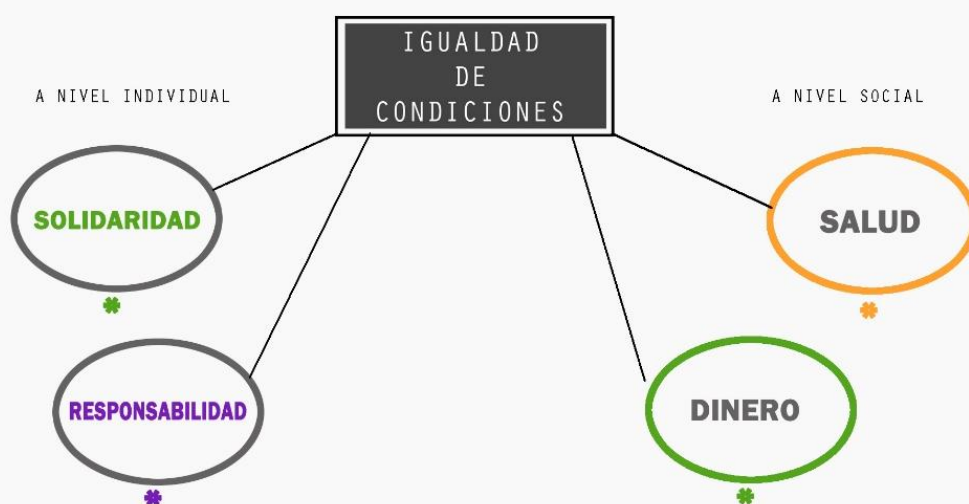 IGUALDAD
DE
CONDICIONES
A NIVEL INDIVIDUAL
A NIVEL SOCIAL
SOLIDARIDAD
SALUD
RESPONSABILIDAD
DINERO